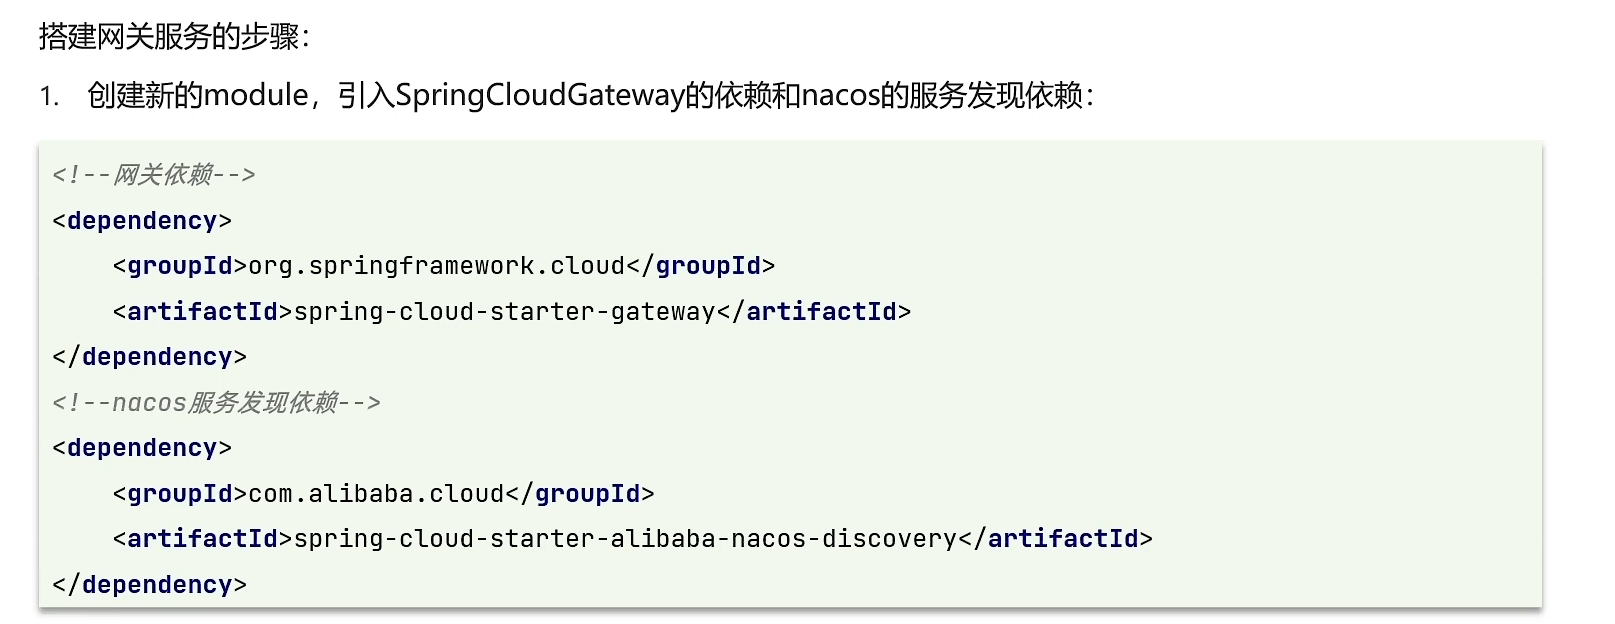 搭建网关服务的步骤：
1. 创建新的module，引入SpringCloudGateway的依赖和nacos的服务发现依赖：
<!--网关依赖-->
<dependency>
    <groupId>org.springframework.cloud</groupId>
    <artifactId>spring-cloud-starter-gateway</artifactId>
</dependency>
<!--nacos服务发现依赖-->
<dependency>
    <groupId>com.alibaba.cloud</groupId>
    <artifactId>spring-cloud-starter-alibaba-nacos-discovery</artifactId>
</dependency>